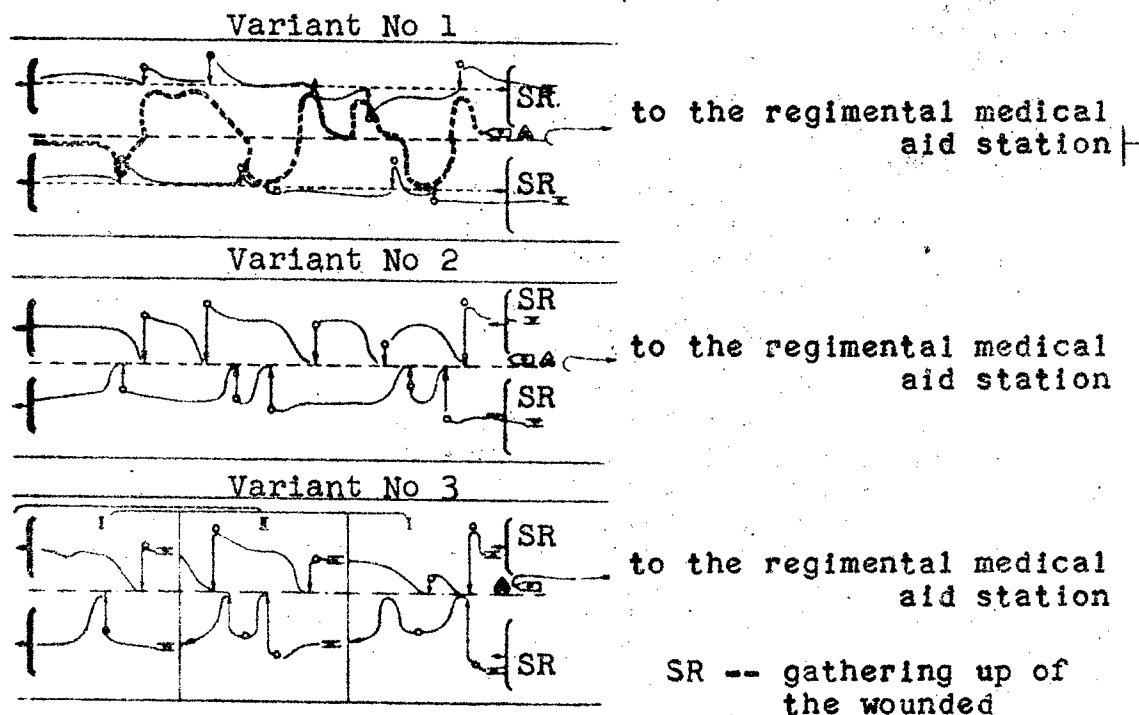 Variant No 1
SR.
to the regimental medical
aid station
SR
Variant No 2
SR
to the regimental medical
aid station
SR
Variant No 3
I II I
SR
to the regimental medical
aid station
SR
SR -- gathering up of
the wounded